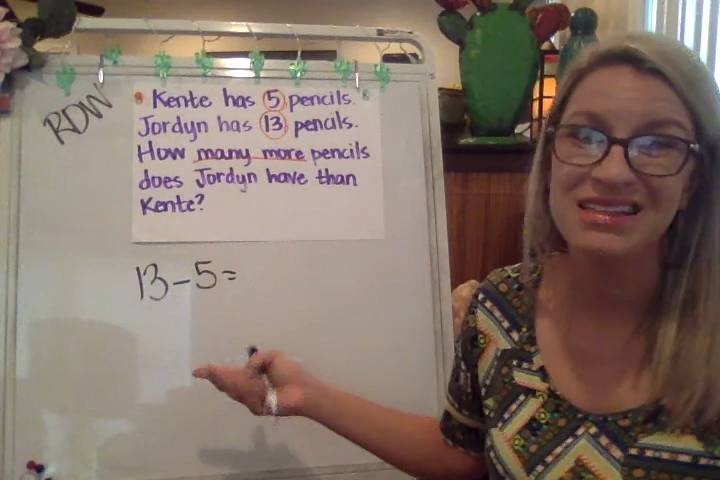 RDW
Kente has 5 pencils.
Jordyn has 13 pencils.
How many more pencils
does Jordyn have than
Kente?
13-5=